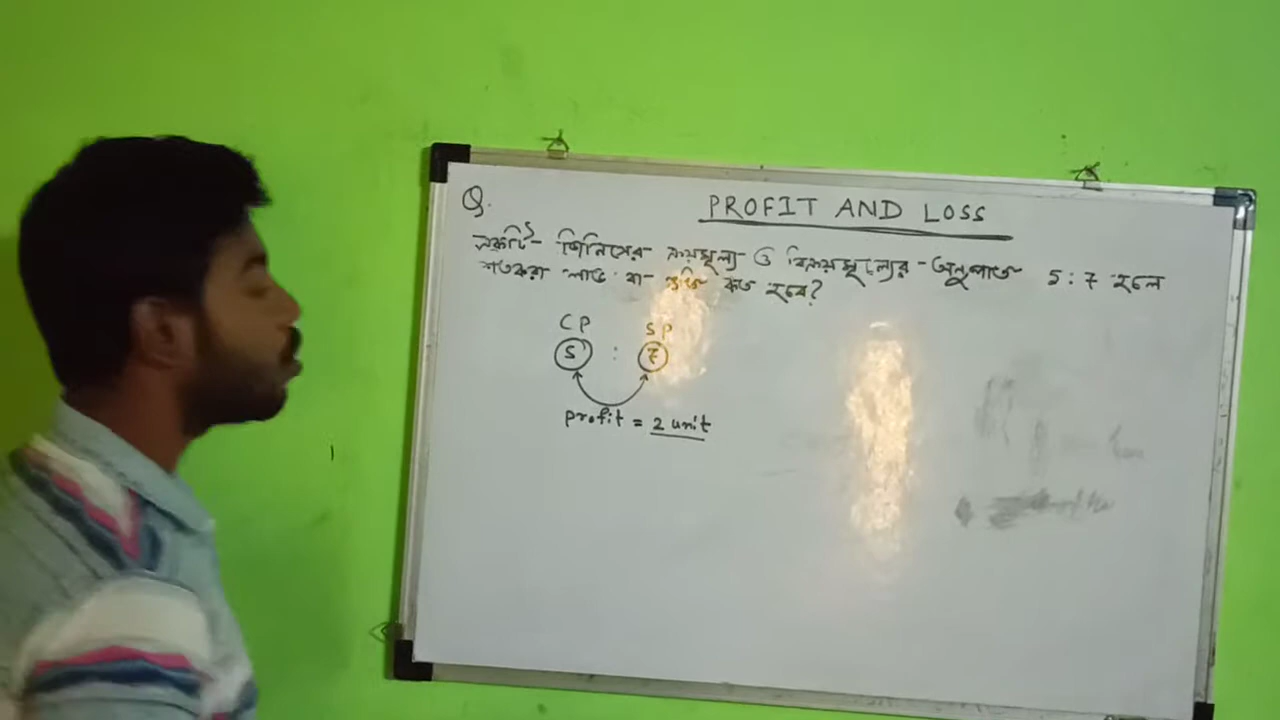 Q.
PROFIT AND LOSS
একটি জিনিসের ক্রয়মূল্য ও বিক্রয়মূল্যের অনুপাত 5 : 7 হলে
শতকরা লাভ বা ক্ষতি কত হবে?
CP SP
5 : 7
Profit = 2 unit